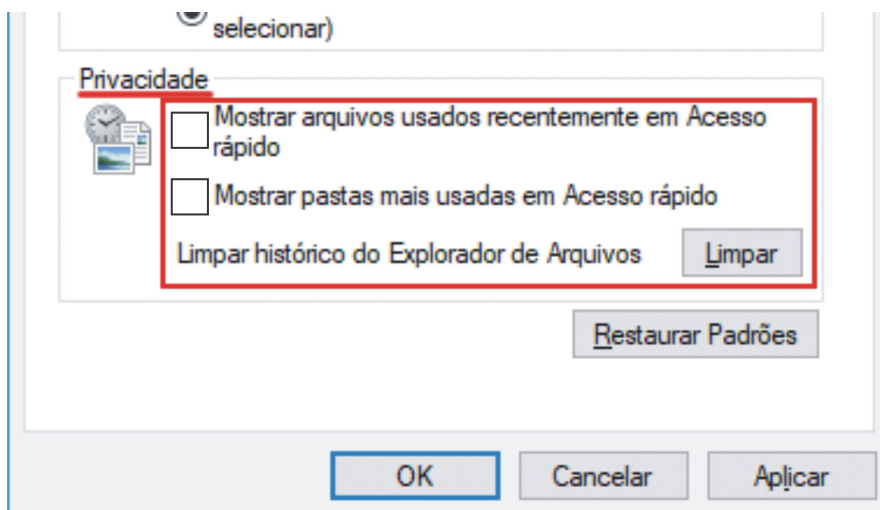 selecionar)
Privacidade
Mostrar arquivos usados recentemente em Acesso
rápido
Mostrar pastas mais usadas em Acesso rápido
Limpar histórico do Explorador de Arquivos Limpar
Restaurar Padrões
OK Cancelar Aplicar